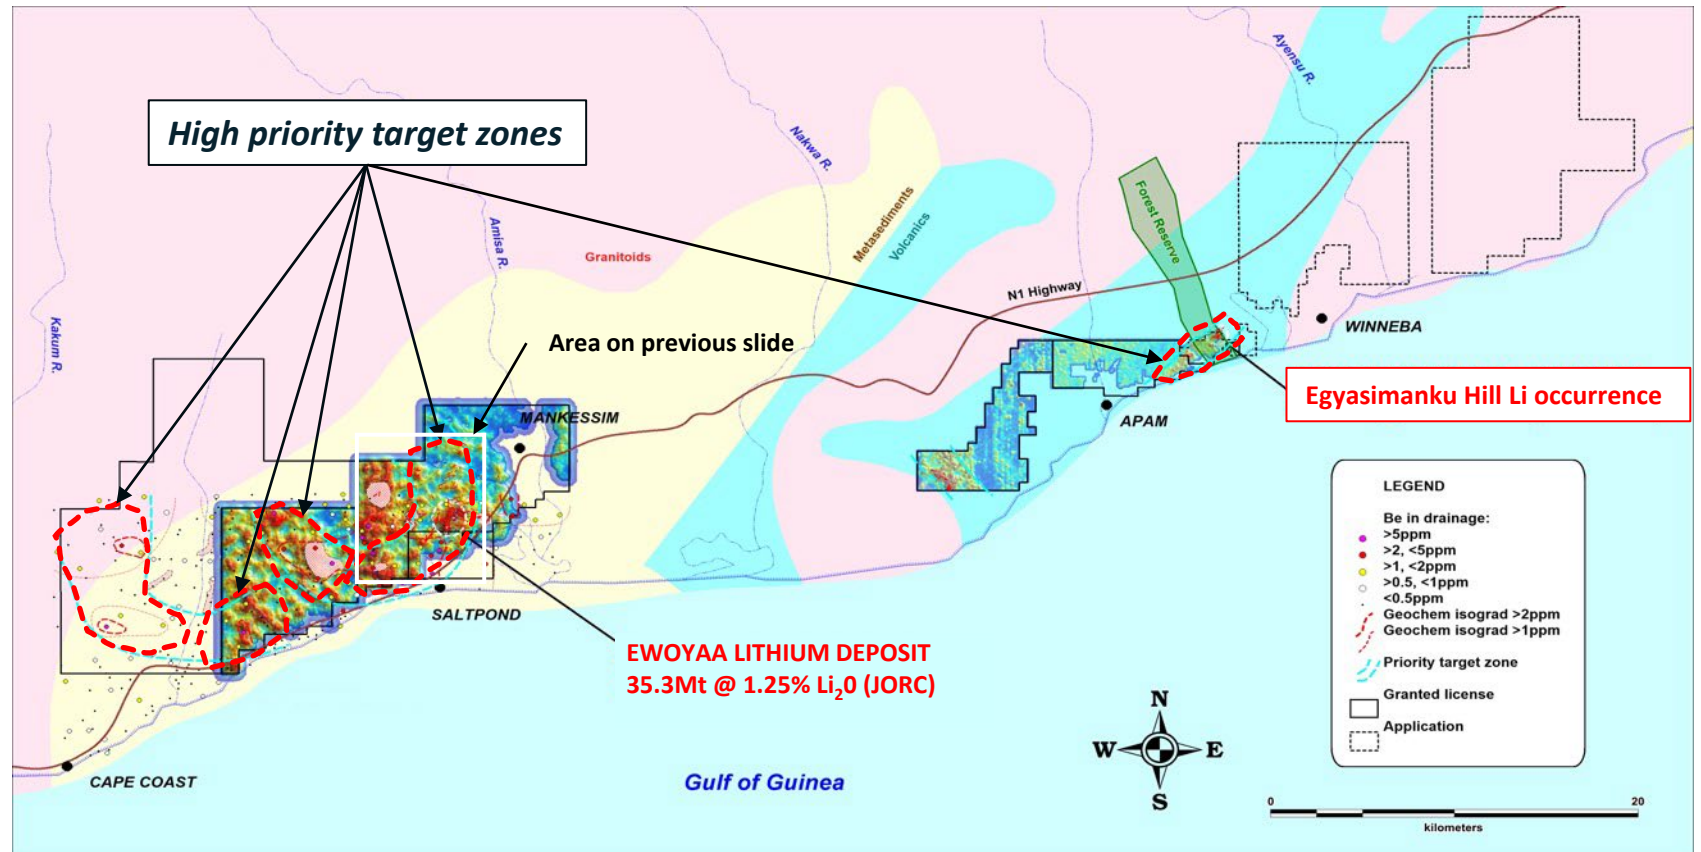 High priority target zones
Ayensu R.
Nakwa R.
Amisa R.
Kakum R.
Forest Reserve
Metasediments
Volcanics
Granitoids
N1 Highway
WINNEBA
Area on previous slide
Egyasimanku Hill Li occurrence
APAM
MANKESSIM
SALTPOND
EWOYAA LITHIUM DEPOSIT
35.3Mt @ 1.25% Li₂0 (JORC)
CAPE COAST
Gulf of Guinea
N
W E
S
LEGEND
Be in drainage:
>5ppm
>2, <5ppm
>1, <2ppm
>0.5, <1ppm
<0.5ppm
Geochem isograd >2ppm
Geochem isograd >1ppm
Priority target zone
Granted license
Application
0 20
kilometers